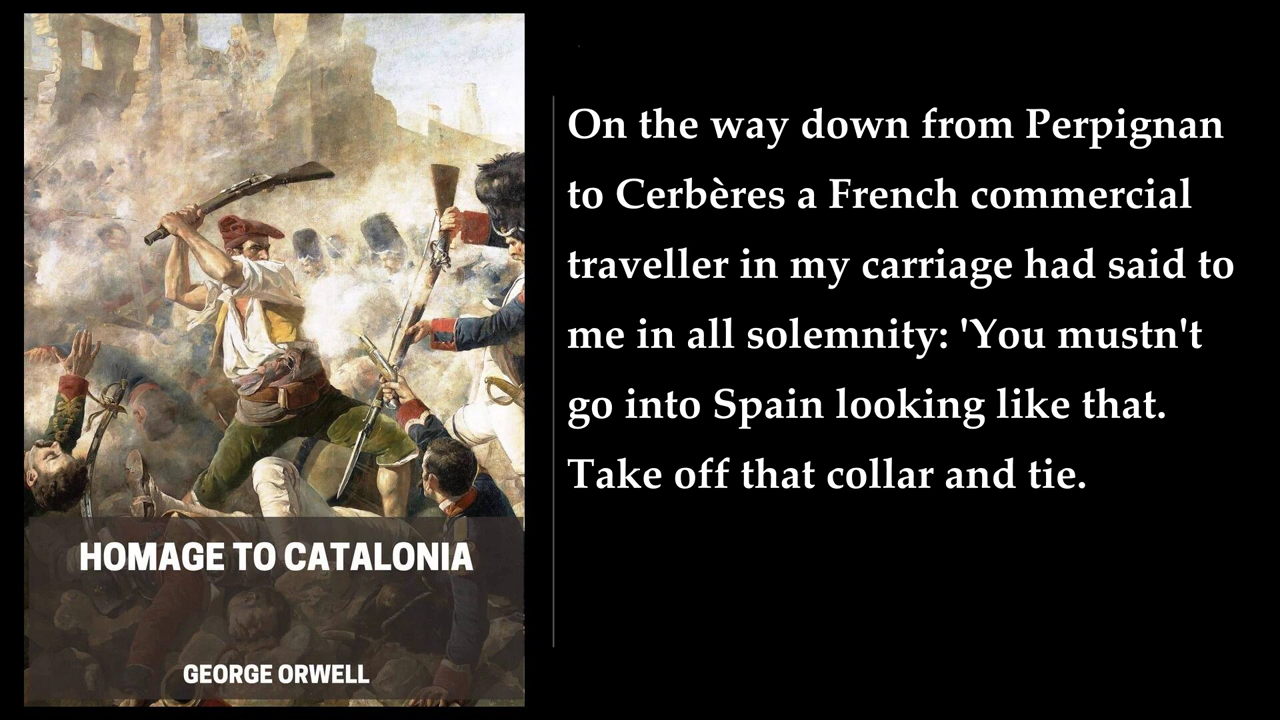 HOMAGE TO CATALONIA
GEORGE ORWELL
On the way down from Perpignan
to Cerbères a French commercial
traveller in my carriage had said to
me in all solemnity: 'You mustn't
go into Spain looking like that.
Take off that collar and tie.